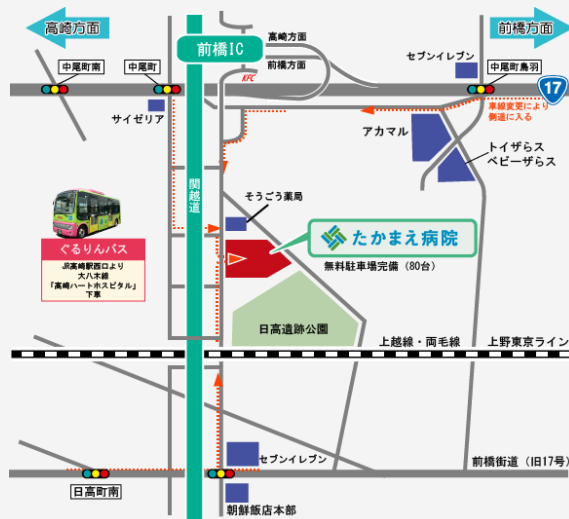 高崎方面
前橋方面
前橋IC
高崎方面
前橋方面
KFC
中尾町南
中尾町
セブンイレブン
中尾町鳥羽
17
車線変更により
側道に入る
サイゼリア
アカマル
トイザらス
ベビーザらス
関越道
そうごう薬局
たかまえ病院
無料駐車場完備（80台）
ぐるりんバス
JR高崎駅西口より
大八木線
「高崎ハートホスピタル」
下車
日高遺跡公園
上越線・両毛線
上野東京ライン
セブンイレブン
前橋街道（旧17号）
日高町南
朝鮮飯店本部